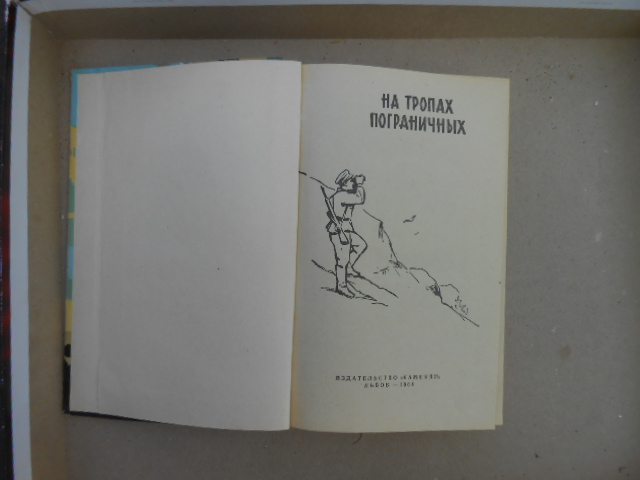 НА ТРОПАХ
ПОГРАНИЧНЫХ
ИЗДАТЕЛЬСТВО «КАМЕНЯР»
ЛЬВОВ —